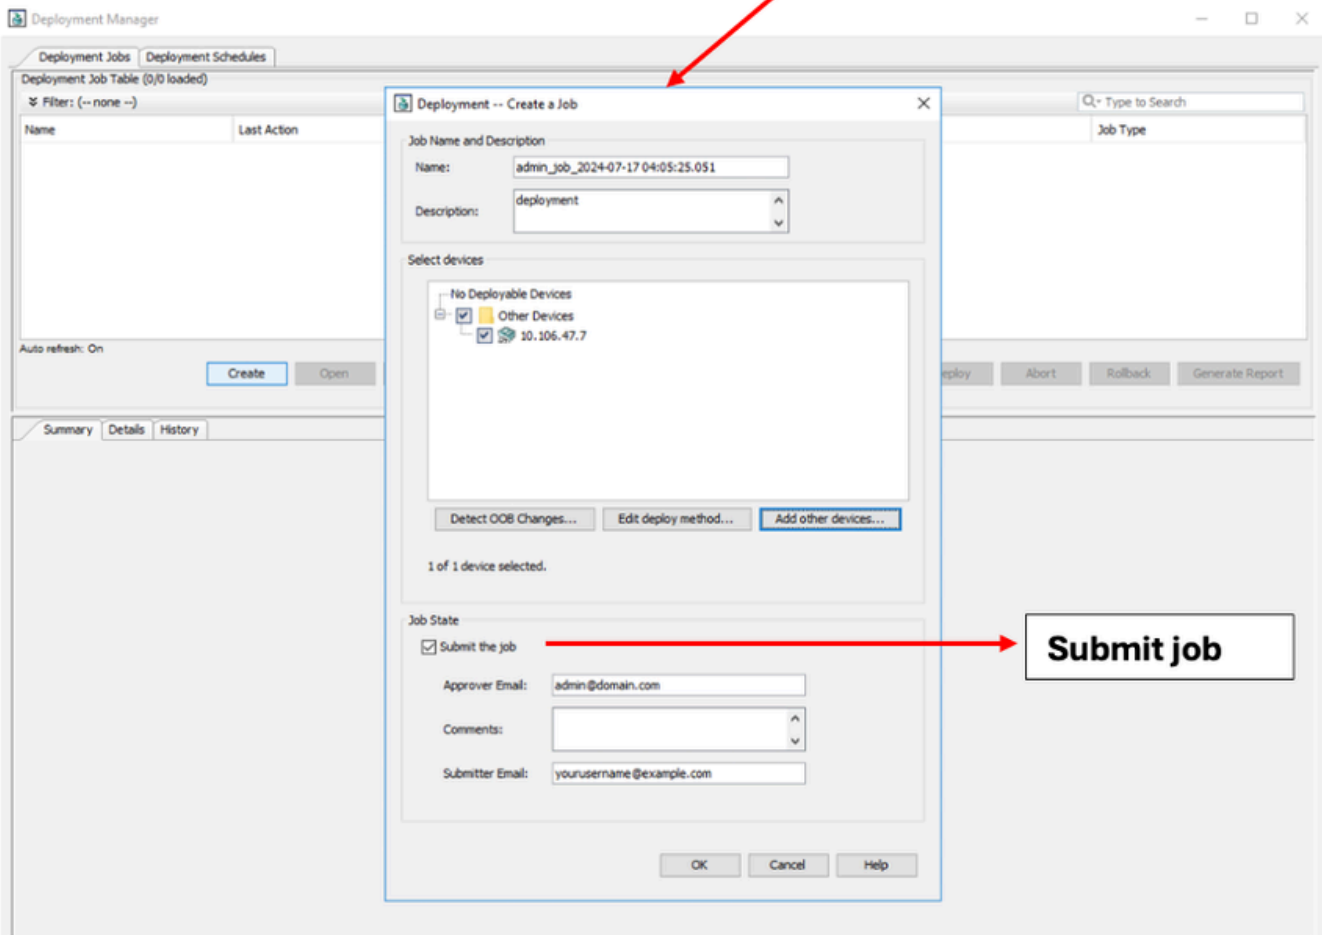 Deployment Manager
Deployment Jobs Deployment Schedules
Deployment Job Table (0/0 loaded)
Filter: (-- none --)
Type to Search
Name Last Action Job Type
Deployment -- Create a Job
Job Name and Description
Name: admin_job_2024-07-17 04:05:25.051
Description: deployment
Select devices
No Deployable Devices
Other Devices
10.106.47.7
Auto refresh: On
Create Open Abort Rollback Generate Report
Summary Details History
Detect OOB Changes... Edit deploy method... Add other devices...
1 of 1 device selected.
Job State
Submit the job
Submit job
Approver Email: admin@domain.com
Comments:
Submitter Email: yourusername@example.com
OK Cancel Help